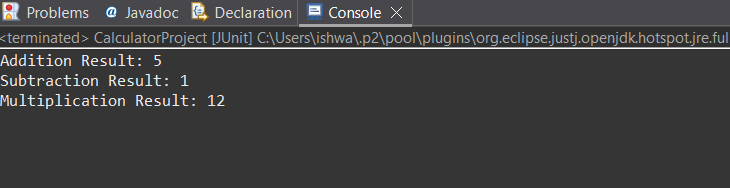 Problems @ Javadoc Declaration Console
<terminated> CalculatorProject [JUnit] C:\Users\ishwa\.p2\pool\plugins\org.eclipse.justj.openjdk.hotspot.jre.ful
Addition Result: 5
Subtraction Result: 1
Multiplication Result: 12